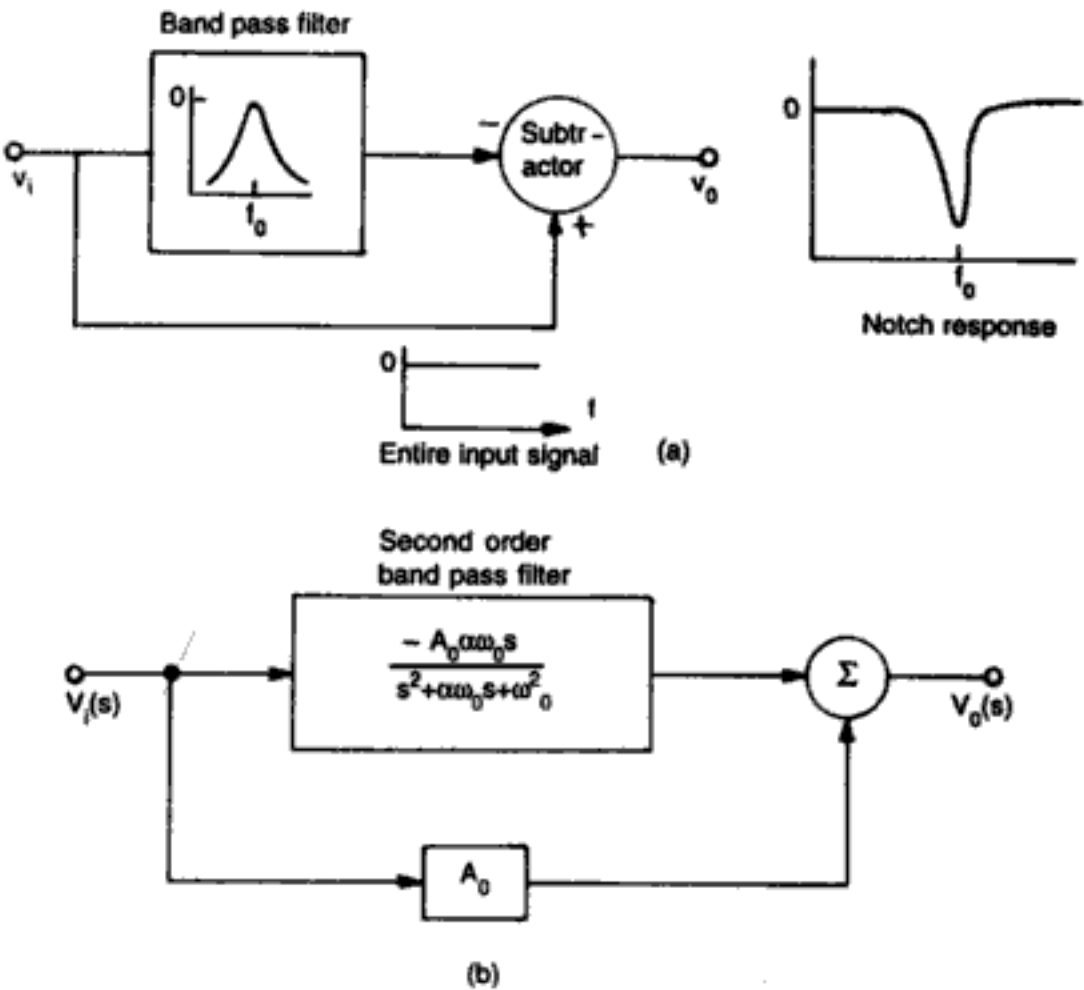 Band pass filter
0
f₀
vᵢ
−
Subtr-
actor
+
v₀
0
f₀
Notch response
0
f
Entire input signal
(a)
Second order
band pass filter
− A₀αω₀s
s²+αω₀s+ω²₀
Vᵢ(s)
Σ
V₀(s)
A₀
(b)